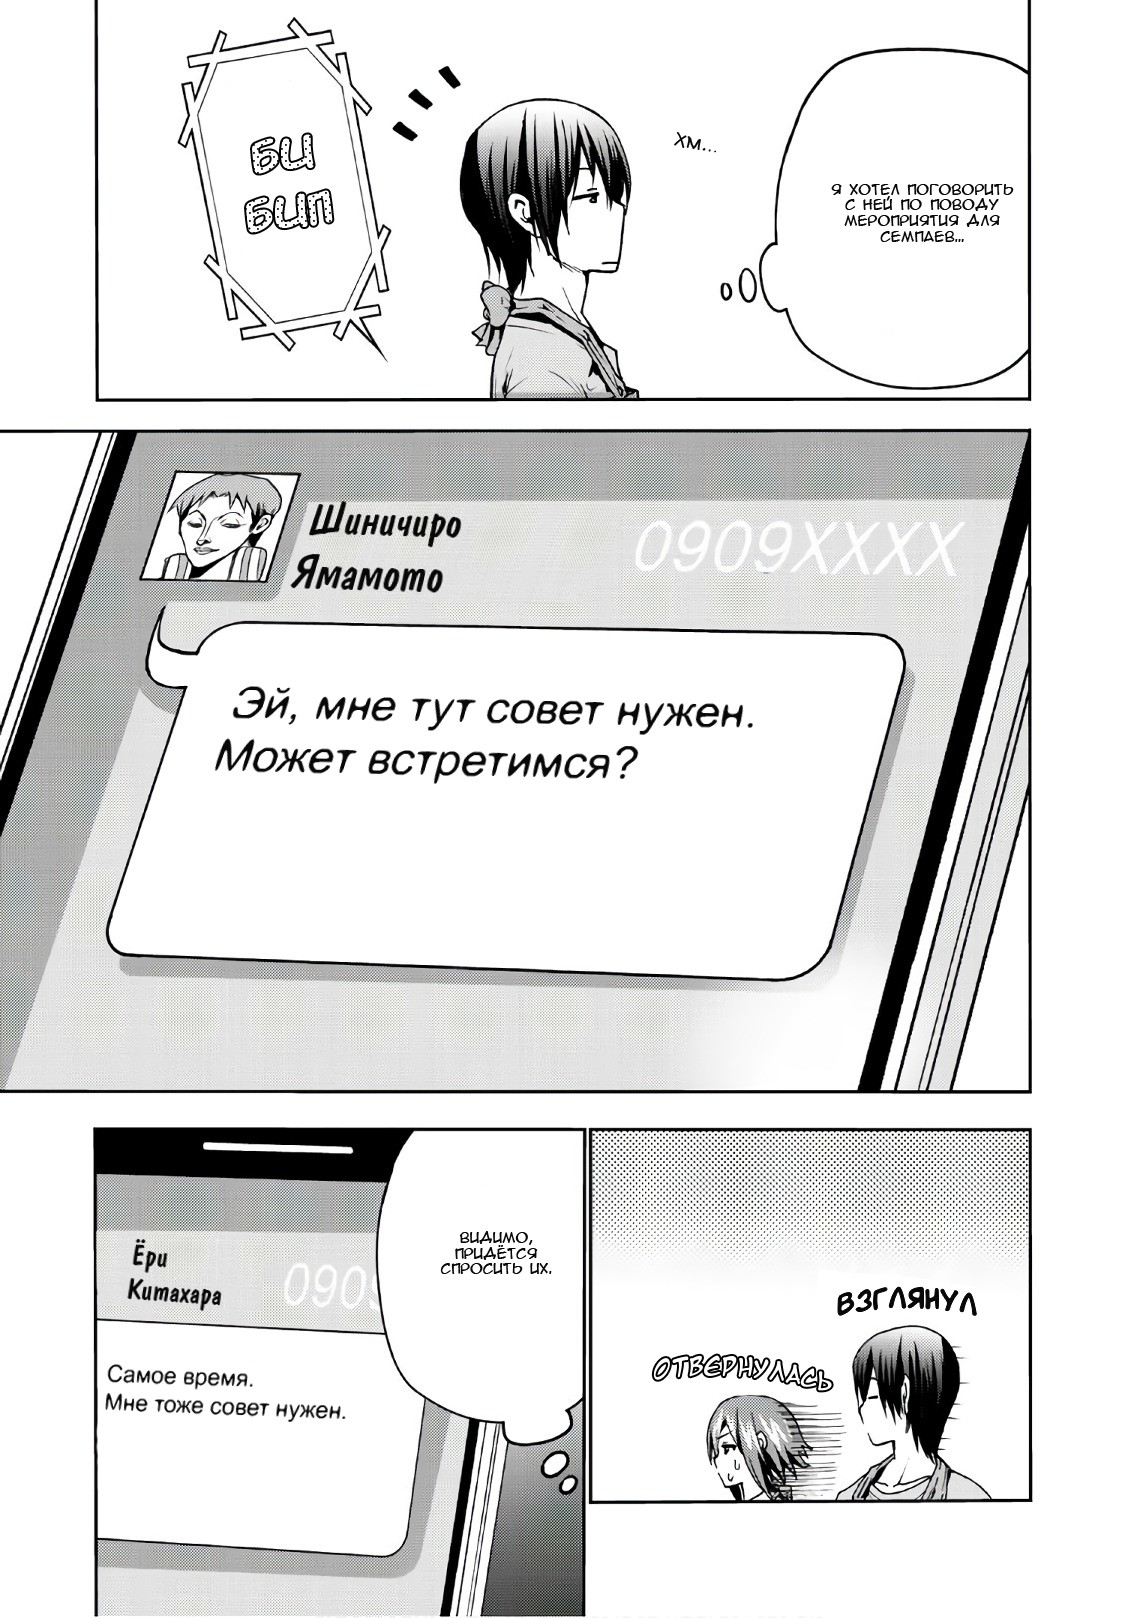 Я ХОТЕЛ ПОГОВОРИТЬ
С НЕЙ ПО ПОВОДУ
МЕРОПРИЯТИЯ ДЛЯ
СЕМПАЕВ...
ХМ...
БИ
БИП
Шиничиро
Ямамото
0909XXXX
Эй, мне тут совет нужен.
Может встретимся?
ВЗГЛЯНУЛ
ОТВЕРНУЛАСЬ
ВИДИМО,
ПРИДЁТСЯ
СПРОСИТЬ ИХ.
Ёри
Китахара
0909
Самое время.
Мне тоже совет нужен.